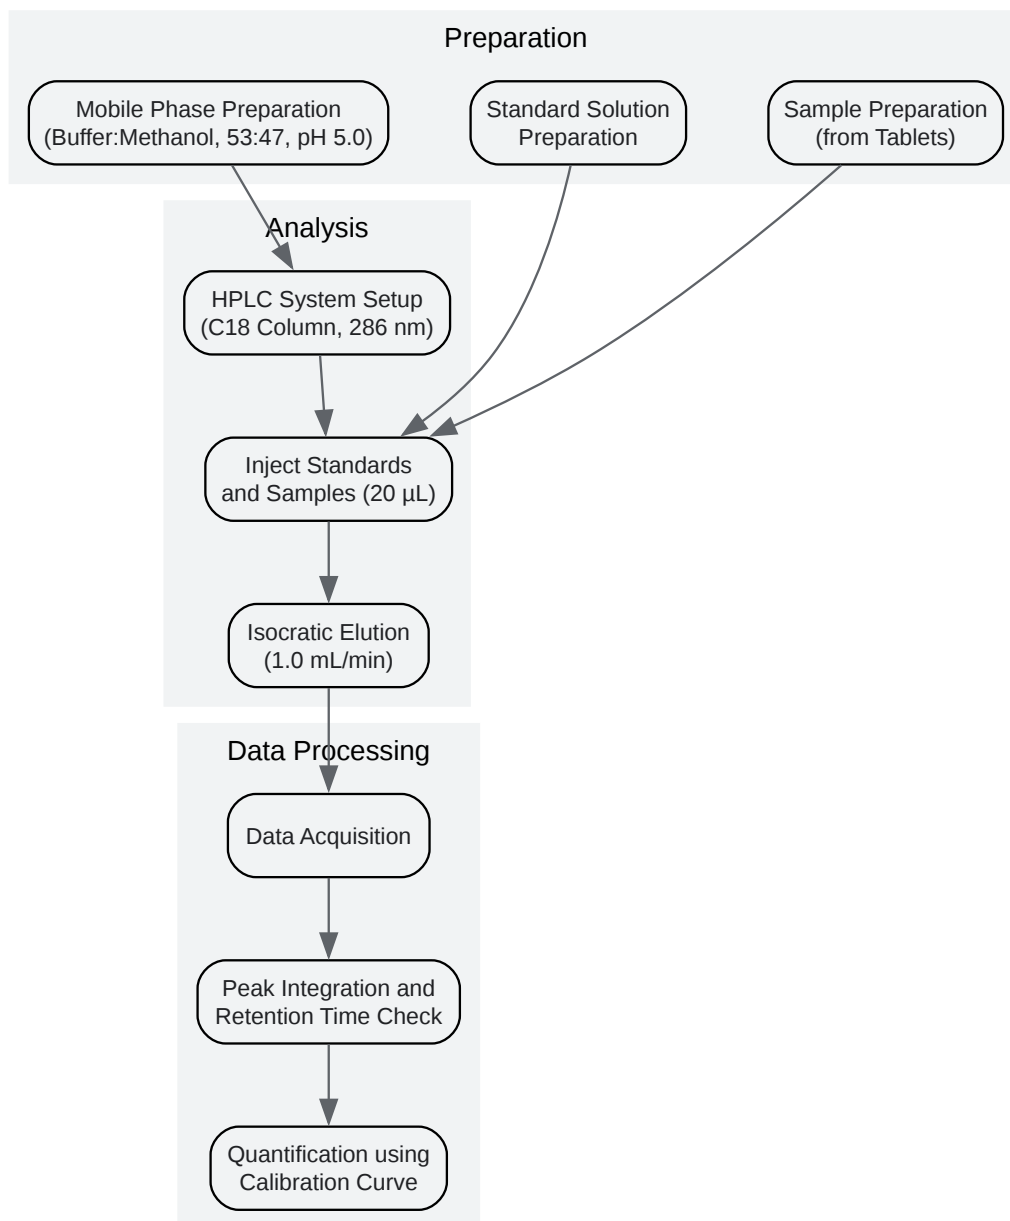 Preparation
Mobile Phase Preparation
(Buffer:Methanol, 53:47, pH 5.0)
Standard Solution
Preparation
Sample Preparation
(from Tablets)
Analysis
HPLC System Setup
(C18 Column, 286 nm)
Inject Standards
and Samples (20 µL)
Isocratic Elution
(1.0 mL/min)
Data Processing
Data Acquisition
Peak Integration and
Retention Time Check
Quantification using
Calibration Curve